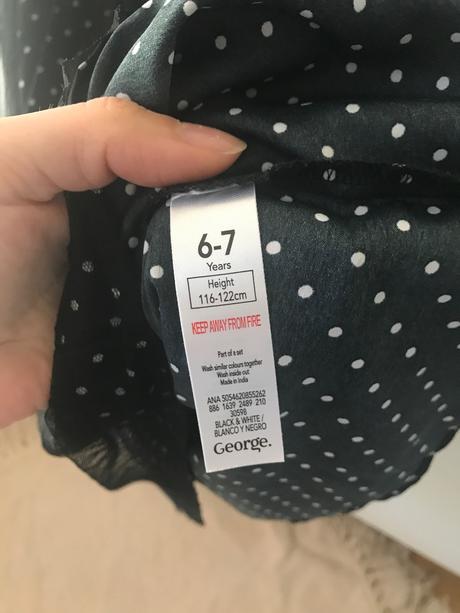 6-7
Years
Height
116-122cm
KEEP AWAY FROM FIRE
Part of a set
Wash similar colours together
Wash inside out
Made in India
ANA 5054620855262
886 1639 2489 210
30598
BLACK & WHITE /
BLANCO Y NEGRO
George.